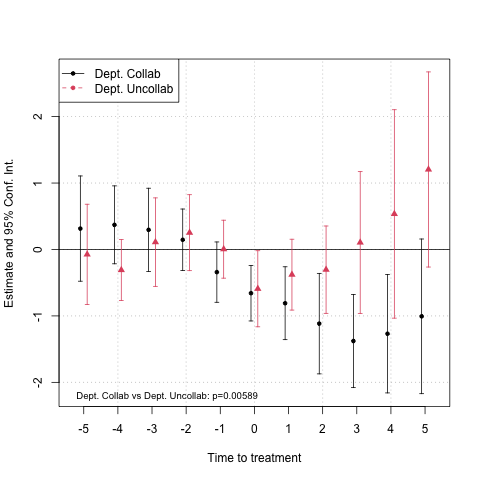 Dept. Collab
Dept. Uncollab
Estimate and 95% Conf. Int.
2
1
0
-1
-2
Dept. Collab vs Dept. Uncollab: p=0.00589
-5 -4 -3 -2 -1 0 1 2 3 4 5
Time to treatment